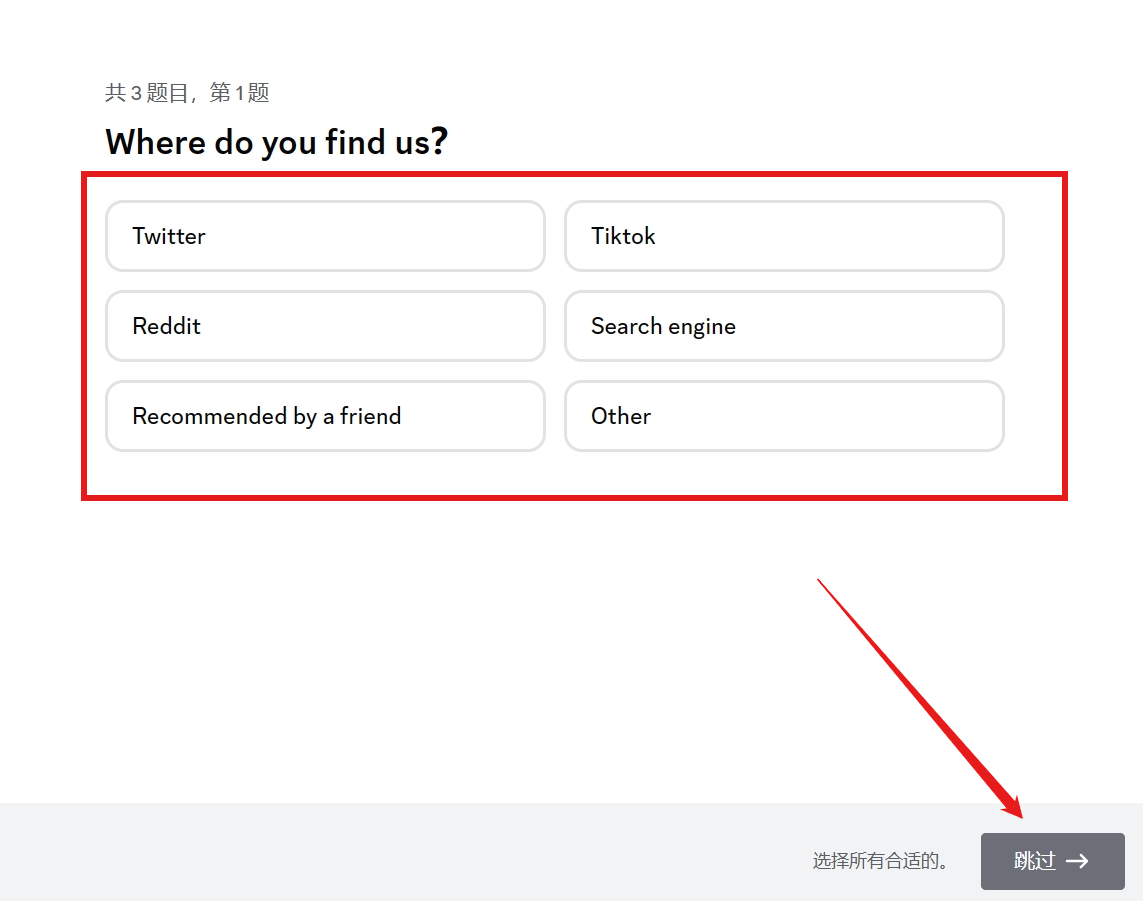 共 3 题目，第 1 题
Where do you find us?
Twitter
Tiktok
Reddit
Search engine
Recommended by a friend
Other
选择所有合适的。
跳过 →